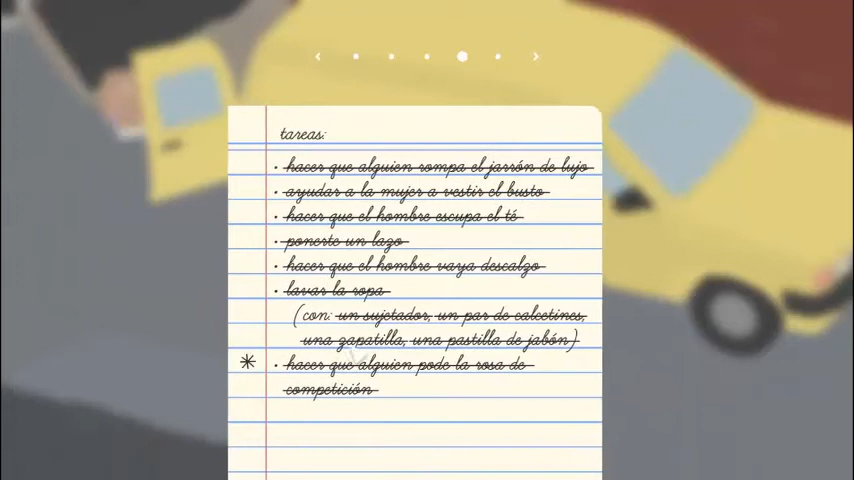 tareas:
· hacer que alguien rompa el jarrón de lujo
· ayudar a la mujer a vestir el busto
· hacer que el hombre escupa el té
· ponerte un lazo
· hacer que el hombre vaya descalzo
· lavar la ropa
(con: un sujetador, un par de calcetines,
una zapatilla, una pastilla de jabón)
· hacer que alguien pode la rosa de
competición